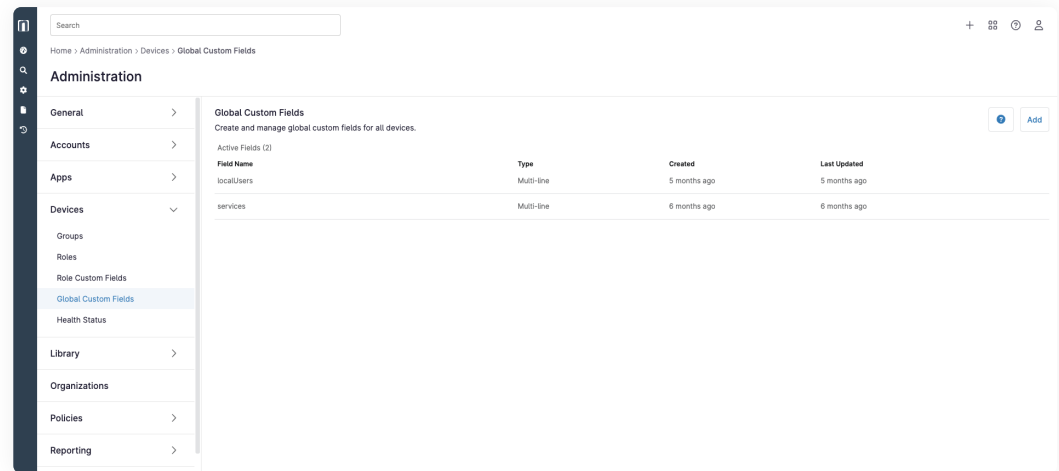 Search
Home > Administration > Devices > Global Custom Fields
Administration
General
Accounts
Apps
Devices
Groups
Roles
Role Custom Fields
Global Custom Fields
Health Status
Library
Organizations
Policies
Reporting
Global Custom Fields
Create and manage global custom fields for all devices.
Add
Active Fields (2)
Field Name Type Created Last Updated
localUsers Multi-line 5 months ago 5 months ago
services Multi-line 6 months ago 6 months ago